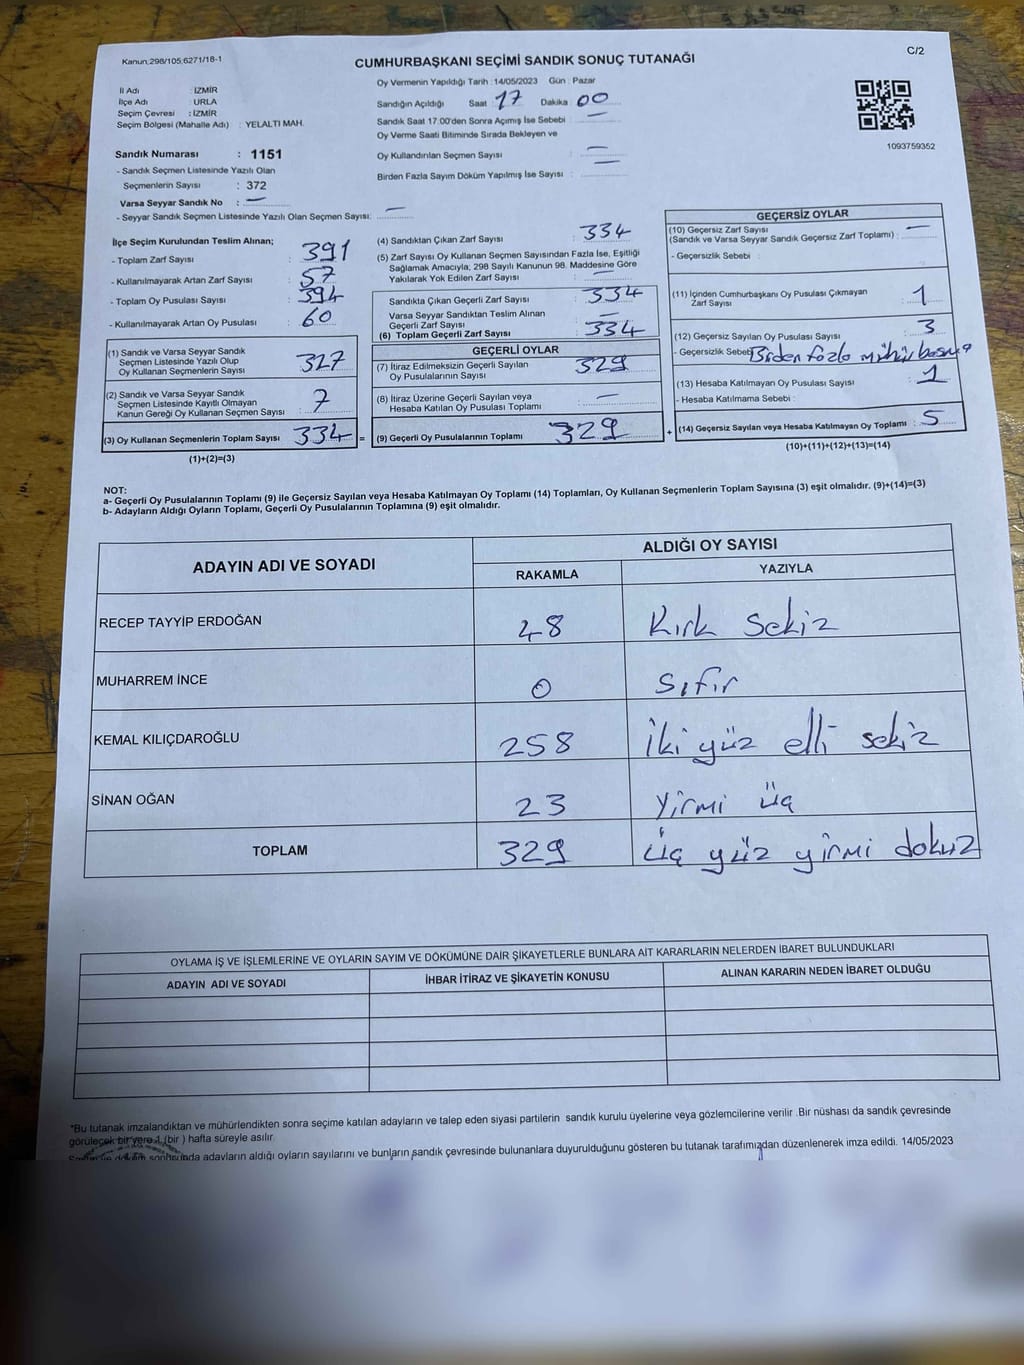 Kanun:298/105,6271/18-1
C/2
CUMHURBAŞKANI SEÇİMİ SANDIK SONUÇ TUTANAĞI
İl Adı : İZMİR
İlçe Adı : URLA
Seçim Çevresi : İZMİR
Seçim Bölgesi (Mahalle Adı) : YELALTI MAH.
Sandık Numarası : 1151
- Sandık Seçmen Listesinde Yazılı Olan
Seçmenlerin Sayısı : 372
Varsa Seyyar Sandık No : —
- Seyyar Sandık Seçmen Listesinde Yazılı Olan Seçmen Sayısı: —
Oy Vermenin Yapıldığı Tarih : 14/05/2023 Gün : Pazar
Sandığın Açıldığı Saat : 17 Dakika : 00
Sandık Saat 17.00'den Sonra Açımış İse Sebebi : —
Oy Verme Saati Bitiminde Sırada Bekleyen ve
Oy Kullandırılan Seçmen Sayısı : —
Birden Fazla Sayım Döküm Yapılmış İse Sayısı : —
1093759352
İlçe Seçim Kurulundan Teslim Alınan;
- Toplam Zarf Sayısı : 391
- Kullanılmayarak Artan Zarf Sayısı : 57
- Toplam Oy Pusulası Sayısı : 394
- Kullanılmayarak Artan Oy Pusulası : 60
(1) Sandık ve Varsa Seyyar Sandık
Seçmen Listesinde Yazılı Olup
Oy Kullanan Seçmenlerin Sayısı : 327
(2) Sandık ve Varsa Seyyar Sandık
Seçmen Listesinde Kayıtlı Olmayan
Kanun Gereği Oy Kullanan Seçmen Sayısı : 7
(3) Oy Kullanan Seçmenlerin Toplam Sayısı : 334 =
(1)+(2)=(3)
(4) Sandıktan Çıkan Zarf Sayısı : 334
(5) Zarf Sayısı Oy Kullanan Seçmen Sayısından Fazla İse, Eşitliği
Sağlamak Amacıyla; 298 Sayılı Kanunun 98. Maddesine Göre
Yakılarak Yok Edilen Zarf Sayısı : —
Sandıkta Çıkan Geçerli Zarf Sayısı : 334
Varsa Seyyar Sandıktan Teslim Alınan
Geçerli Zarf Sayısı : —
(6) Toplam Geçerli Zarf Sayısı : 334
GEÇERLİ OYLAR
(7) İtiraz Edilmeksizin Geçerli Sayılan
Oy Pusulalarının Sayısı : 329
(8) İtiraz Üzerine Geçerli Sayılan veya
Hesaba Katılan Oy Pusulası Toplamı : —
(9) Geçerli Oy Pusulalarının Toplamı : 329 +
GEÇERSİZ OYLAR
(10) Geçersiz Zarf Sayısı
(Sandık ve Varsa Seyyar Sandık Geçersiz Zarf Toplamı) : —
- Geçersizlik Sebebi :
(11) İçinden Cumhurbaşkanı Oy Pusulası Çıkmayan
Zarf Sayısı : 1
(12) Geçersiz Sayılan Oy Pusulası Sayısı : 3
- Geçersizlik Sebebi Birden fazla mühür
(13) Hesaba Katılmayan Oy Pusulası Sayısı : 1
- Hesaba Katılmama Sebebi :
(14) Geçersiz Sayılan veya Hesaba Katılmayan Oy Toplamı : 5
(10)+(11)+(12)+(13)=(14)
NOT:
a- Geçerli Oy Pusulalarının Toplamı (9) ile Geçersiz Sayılan veya Hesaba Katılmayan Oy Toplamı (14) Toplamları, Oy Kullanan Seçmenlerin Toplam Sayısına (3) eşit olmalıdır. (9)+(14)=(3)
b- Adayların Aldığı Oyların Toplamı, Geçerli Oy Pusulalarının Toplamına (9) eşit olmalıdır.
ADAYIN ADI VE SOYADI
ALDIĞI OY SAYISI
RAKAMLA YAZIYLA
RECEP TAYYİP ERDOĞAN 48 Kırk sekiz
MUHARREM İNCE 0 Sıfır
KEMAL KILIÇDAROĞLU 258 İki yüz elli sekiz
SİNAN OĞAN 23 Yirmi üç
TOPLAM 329 üç yüz yirmi dokuz
OYLAMA İŞ VE İŞLEMLERİNE VE OYLARIN SAYIM VE DÖKÜMÜNE DAİR ŞİKAYETLERLE BUNLARA AİT KARARLARIN NELERDEN İBARET BULUNDUKLARI
ADAYIN ADI VE SOYADI İHBAR İTİRAZ VE ŞİKAYETİN KONUSU ALINAN KARARIN NEDEN İBARET OLDUĞU
*Bu tutanak imzalandıktan ve mühürlendikten sonra seçime katılan adayların ve talep eden siyasi partilerin sandık kurulu üyelerine veya gözlemcilerine verilir .Bir nüshası da sandık çevresinde
görülecek bir yere 1 (bir ) hafta süreyle asılır.
adayların aldığı oyların sayılarını ve bunların sandık çevresinde bulunanlara duyurulduğunu gösteren bu tutanak tarafımızdan düzenlenerek imza edildi. 14/05/2023